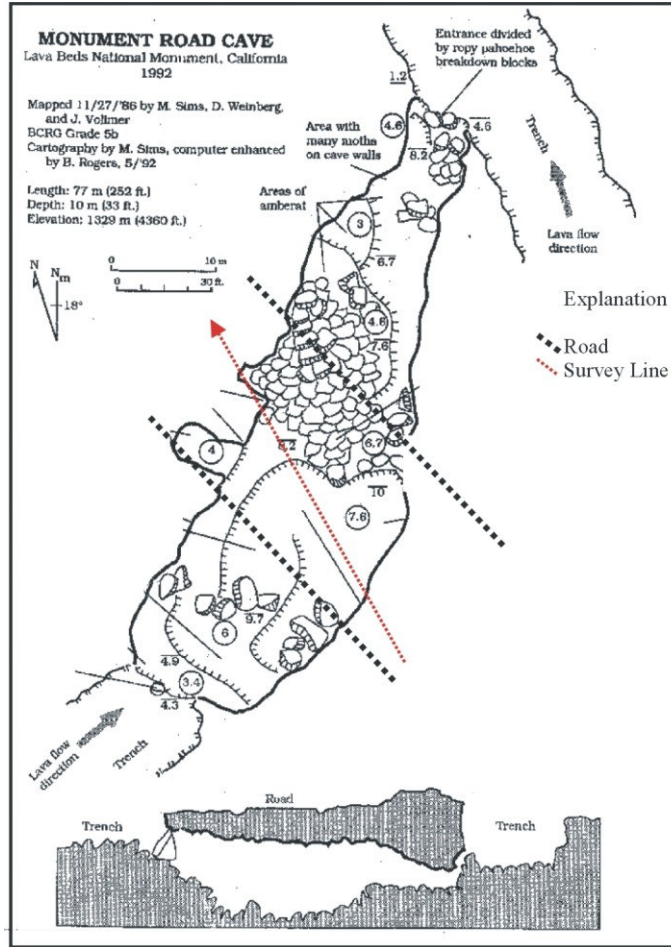 MONUMENT ROAD CAVE
Lava Beds National Monument, California
1992
Mapped 11/27/'86 by M. Sims, D. Weinberg,
and J. Vollmer
BCRG Grade 5b
Cartography by M. Sims, computer enhanced
by B. Rogers, 5/'92
Length: 77 m (252 ft.)
Depth: 10 m (33 ft.)
Elevation: 1329 m (4360 ft.)
N Nm
18°
0 10 m
0 30 ft.
Entrance divided
by ropy pahoehoe
breakdown blocks
1.2
4.6
4.6
8.2
Area with
many moths
on cave walls
Areas of
amberat
3
6.7
Trench
Lava flow
direction
Explanation
Road
Survey Line
4.6
7.6
4
8.2
6.7
10
7.6
9.7
6
4.9
3.4
4.3
Lava flow
direction
Trench
Road
Trench
Trench